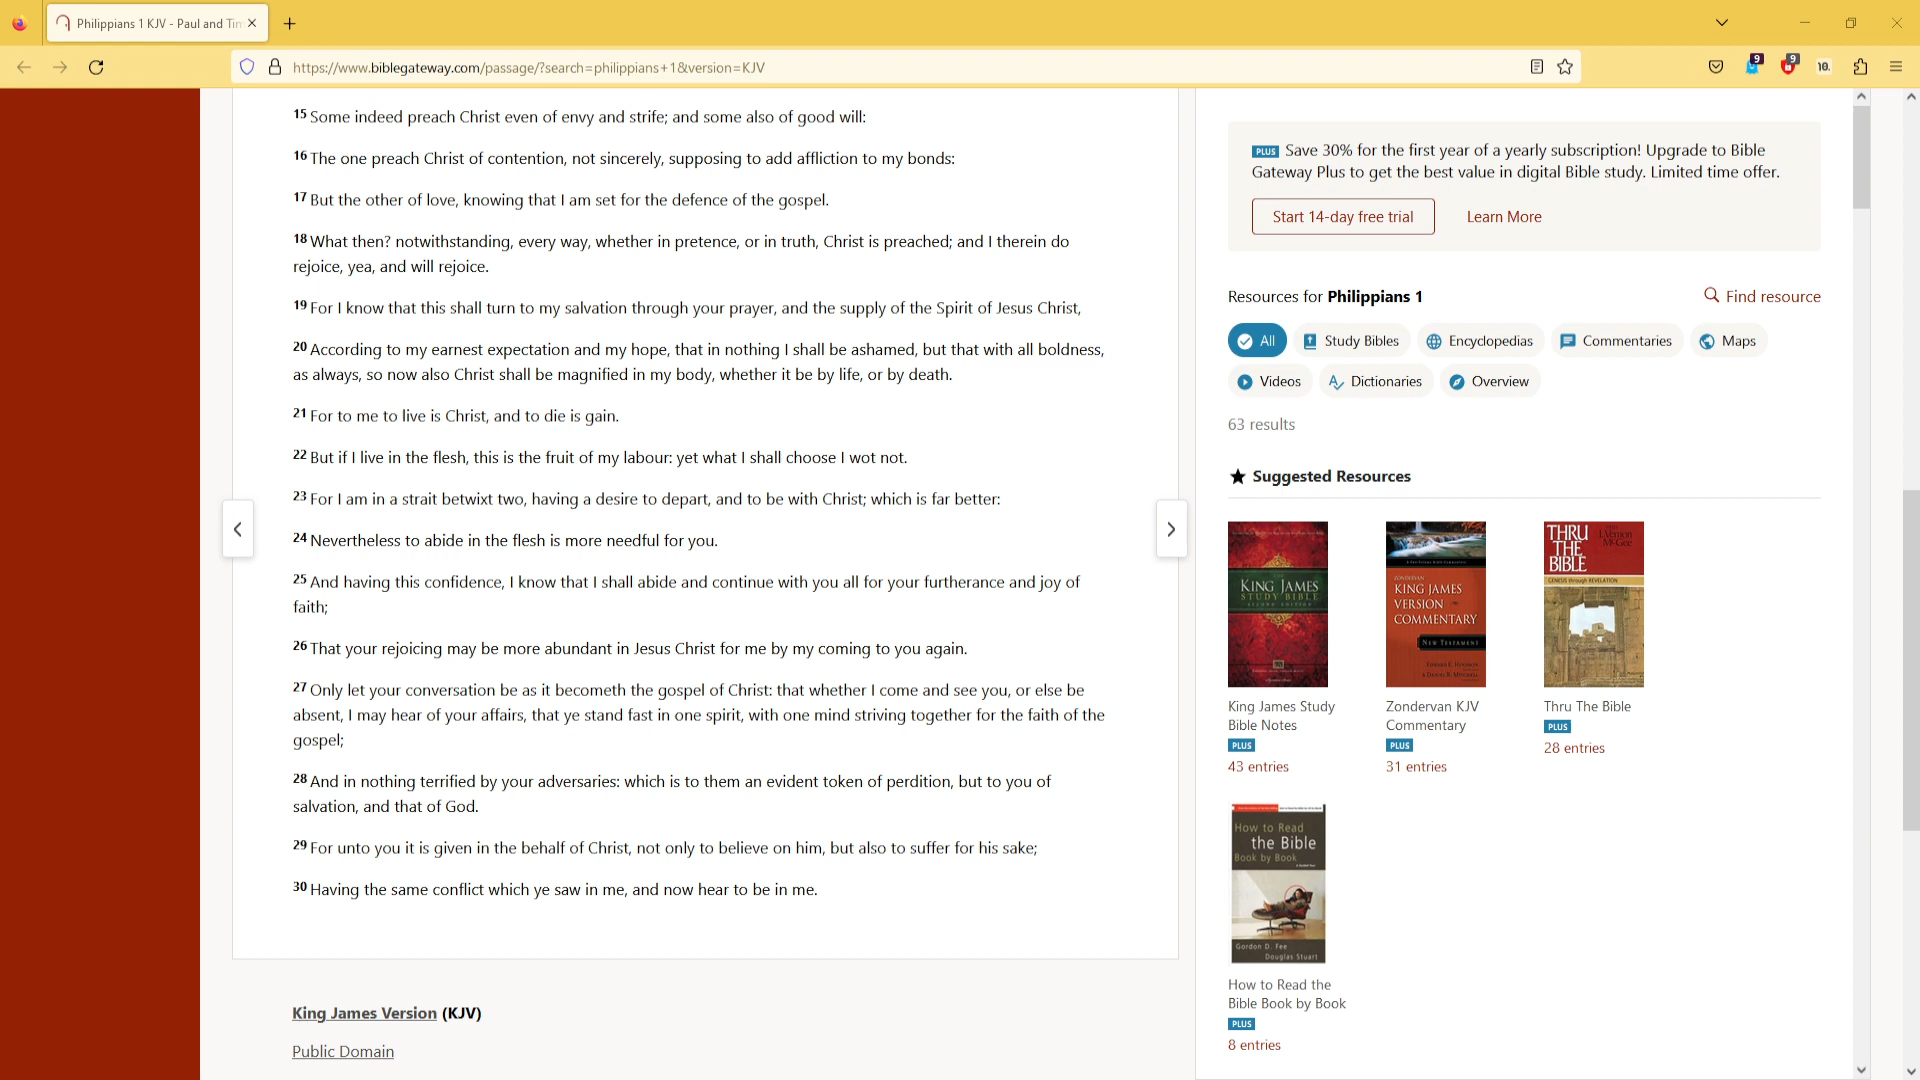 Philippians 1 KJV - Paul and Tim
https://www.biblegateway.com/passage/?search=philippians+1&version=KJV
9
9
10.
15 Some indeed preach Christ even of envy and strife; and some also of good will:
16 The one preach Christ of contention, not sincerely, supposing to add affliction to my bonds:
17 But the other of love, knowing that I am set for the defence of the gospel.
18 What then? notwithstanding, every way, whether in pretence, or in truth, Christ is preached; and I therein do
rejoice, yea, and will rejoice.
19 For I know that this shall turn to my salvation through your prayer, and the supply of the Spirit of Jesus Christ,
20 According to my earnest expectation and my hope, that in nothing I shall be ashamed, but that with all boldness,
as always, so now also Christ shall be magnified in my body, whether it be by life, or by death.
21 For to me to live is Christ, and to die is gain.
22 But if I live in the flesh, this is the fruit of my labour: yet what I shall choose I wot not.
23 For I am in a strait betwixt two, having a desire to depart, and to be with Christ; which is far better:
24 Nevertheless to abide in the flesh is more needful for you.
25 And having this confidence, I know that I shall abide and continue with you all for your furtherance and joy of
faith;
26 That your rejoicing may be more abundant in Jesus Christ for me by my coming to you again.
27 Only let your conversation be as it becometh the gospel of Christ: that whether I come and see you, or else be
absent, I may hear of your affairs, that ye stand fast in one spirit, with one mind striving together for the faith of the
gospel;
28 And in nothing terrified by your adversaries: which is to them an evident token of perdition, but to you of
salvation, and that of God.
29 For unto you it is given in the behalf of Christ, not only to believe on him, but also to suffer for his sake;
30 Having the same conflict which ye saw in me, and now hear to be in me.
King James Version (KJV)
Public Domain
PLUS Save 30% for the first year of a yearly subscription! Upgrade to Bible
Gateway Plus to get the best value in digital Bible study. Limited time offer.
Start 14-day free trial
Learn More
Resources for Philippians 1
Find resource
All
Study Bibles
Encyclopedias
Commentaries
Maps
Videos
Dictionaries
Overview
63 results
Suggested Resources
KING JAMES
STUDY BIBLE
SECOND EDITION
King James Study
Bible Notes
PLUS
43 entries
ZONDERVAN
KING JAMES
VERSION
COMMENTARY
NEW TESTAMENT
Zondervan KJV
Commentary
PLUS
31 entries
THRU
THE
BIBLE
J. Vernon
McGee
GENESIS through REVELATION
Thru The Bible
PLUS
28 entries
How to Read
the Bible
Book by Book
Gordon D. Fee
Douglas Stuart
How to Read the
Bible Book by Book
PLUS
8 entries